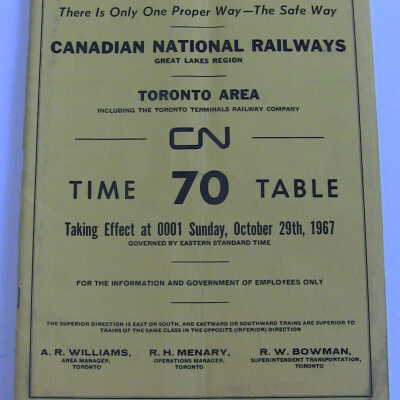 There Is Only One Proper Way—The Safe Way
CANADIAN NATIONAL RAILWAYS
GREAT LAKES REGION
TORONTO AREA
INCLUDING THE TORONTO TERMINALS RAILWAY COMPANY
CN
TIME 70 TABLE
Taking Effect at 0001 Sunday, October 29th, 1967
GOVERNED BY EASTERN STANDARD TIME
FOR THE INFORMATION AND GOVERNMENT OF EMPLOYEES ONLY
THE SUPERIOR DIRECTION IS EAST OR SOUTH, AND EASTWARD OR SOUTHWARD TRAINS ARE SUPERIOR TO
TRAINS OF THE SAME CLASS IN THE OPPOSITE (INFERIOR) DIRECTION
A. R. WILLIAMS, R. H. MENARY, R. W. BOWMAN,
AREA MANAGER, OPERATIONS MANAGER, SUPERINTENDENT TRANSPORTATION,
TORONTO TORONTO TORONTO